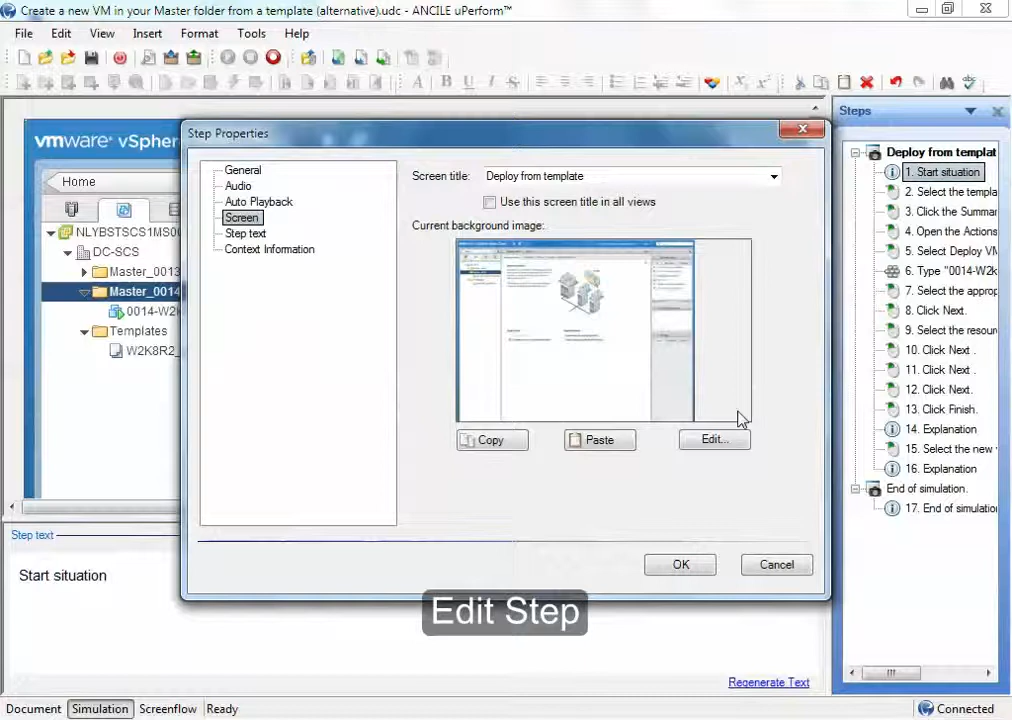 Create a new VM in your Master folder from a template (alternative).udc - ANCILE uPerform™
File Edit View Insert Format Tools Help
vmware® vSpher
Home
NLYBSTSCS1MS00
DC-SCS
Master_0013
Master_0014
0014-W2
Templates
W2K8R2_
Step Properties
General
Audio
Auto Playback
Screen
Step text
Context Information
Screen title: Deploy from template
Use this screen title in all views
Current background image:
Copy Paste Edit...
OK Cancel
Steps
Deploy from templat
1. Start situation
2. Select the templa
3. Click the Summar
4. Open the Actions
5. Select Deploy VM
6. Type "0014-W2k
7. Select the approp
8. Click Next.
9. Select the resour
10. Click Next .
11. Click Next .
12. Click Next.
13. Click Finish.
14. Explanation
15. Select the new
16. Explanation
End of simulation.
17. End of simulatio
Step text
Start situation
Edit Step
Regenerate Text
Document Simulation Screenflow Ready Connected